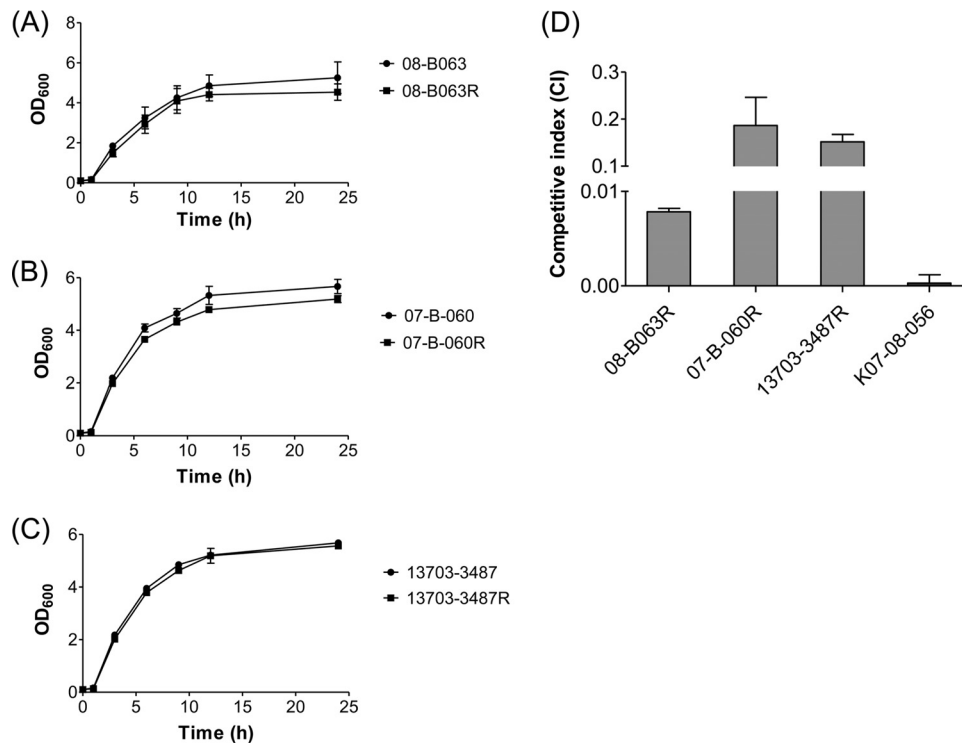 (A)
8
6
4
2
0
OD600
0 5 10 15 20 25
Time (h)
08-B063
08-B063R
(B)
6
4
2
0
OD600
0 5 10 15 20 25
Time (h)
07-B-060
07-B-060R
(C)
6
4
2
0
OD600
0 5 10 15 20 25
Time (h)
13703-3487
13703-3487R
(D)
0.3
0.2
0.1
0.01
0.00
Competitive index (CI)
08-B063R
07-B-060R
13703-3487R
K07-08-056